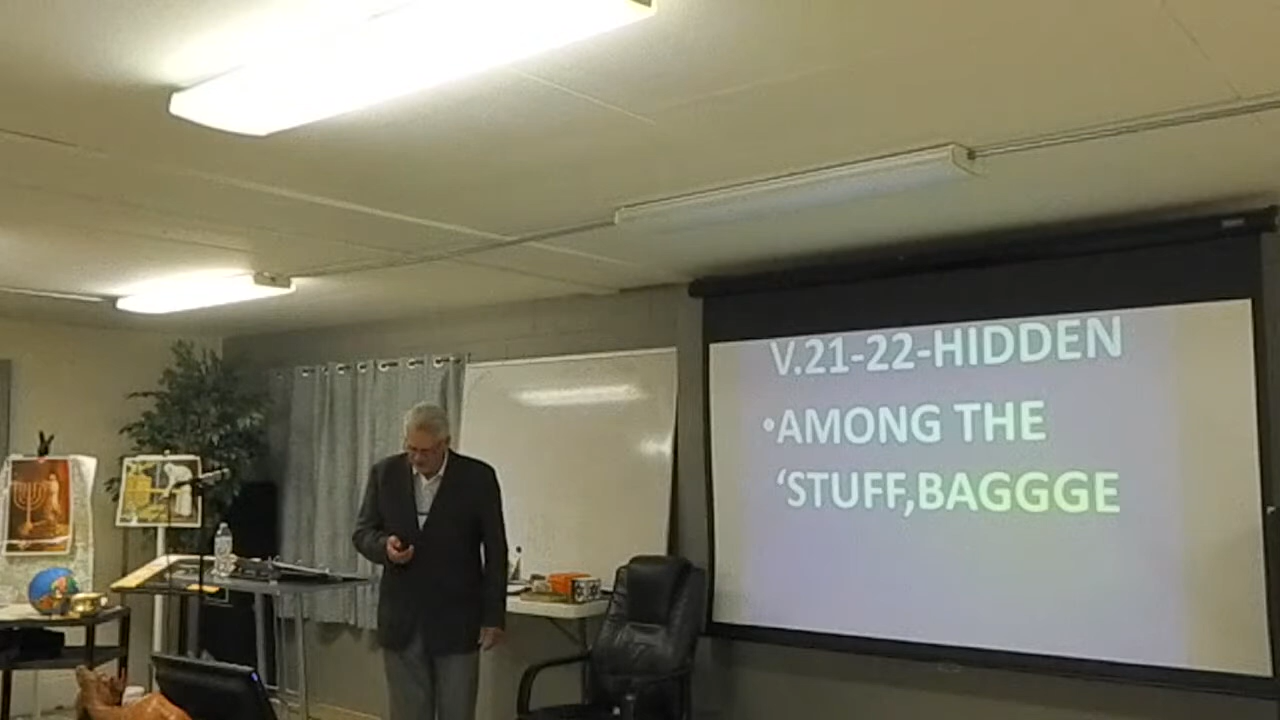 V.21-22-HIDDEN
•AMONG THE
‘STUFF,BAGGGE